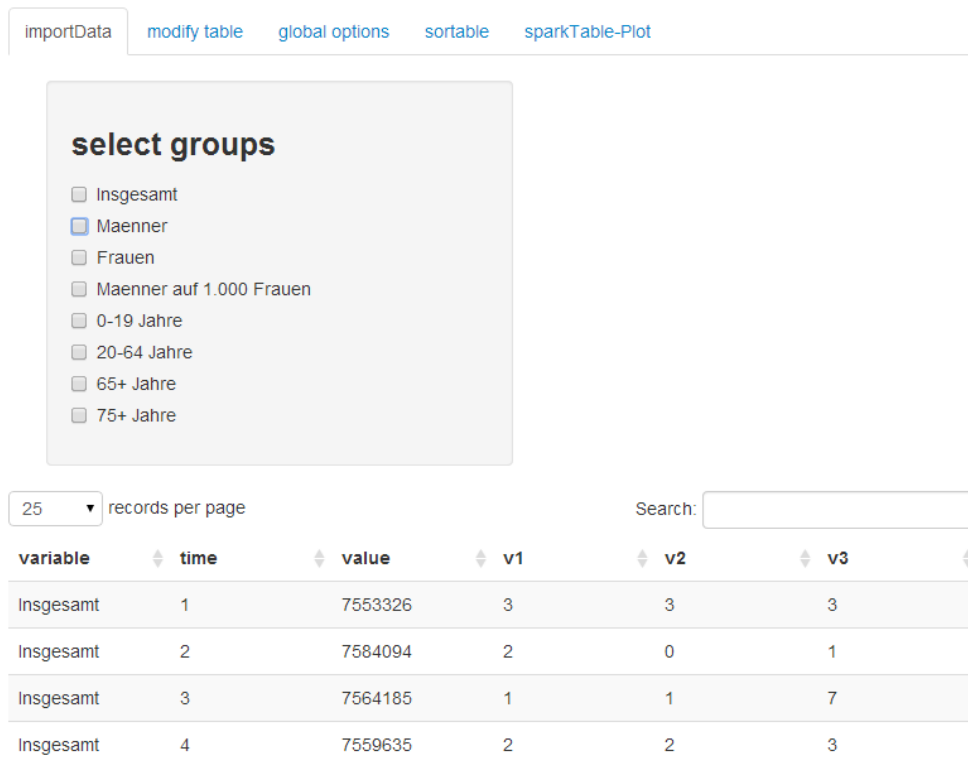 importData modify table global options sortable sparkTable-Plot
select groups
Insgesamt
Maenner
Frauen
Maenner auf 1.000 Frauen
0-19 Jahre
20-64 Jahre
65+ Jahre
75+ Jahre
25 records per page Search:
variable time value v1 v2 v3
Insgesamt 1 7553326 3 3 3
Insgesamt 2 7584094 2 0 1
Insgesamt 3 7564185 1 1 7
Insgesamt 4 7559635 2 2 3